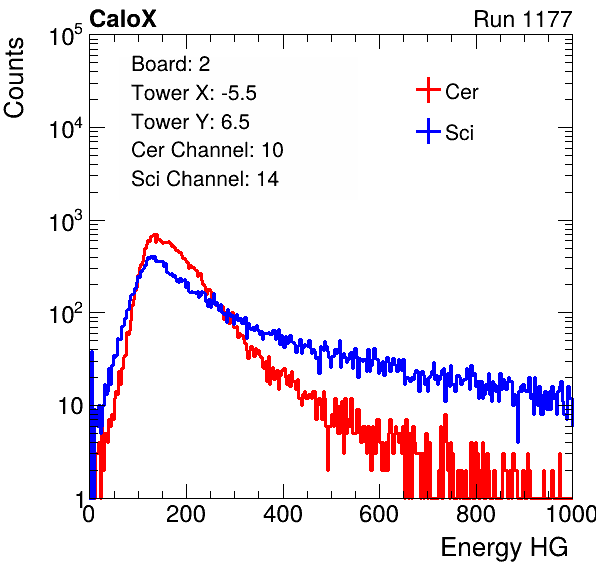 CaloX Run 1177
Counts
10^5
10^4
10^3
10^2
10
1
Board: 2
Tower X: -5.5
Tower Y: 6.5
Cer Channel: 10
Sci Channel: 14
Cer
Sci
0 200 400 600 800 1000
Energy HG